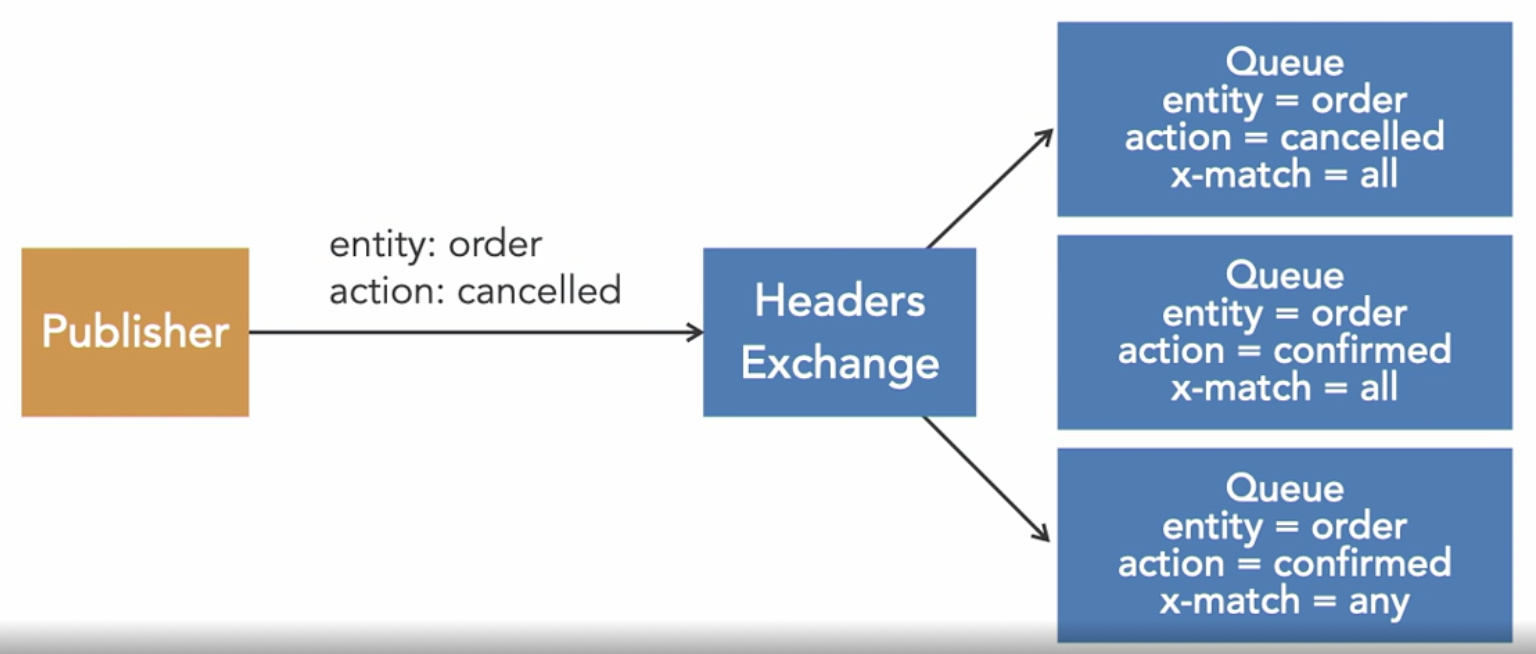 Publisher
entity: order
action: cancelled
Headers
Exchange
Queue
entity = order
action = cancelled
x-match = all
Queue
entity = order
action = confirmed
x-match = all
Queue
entity = order
action = confirmed
x-match = any